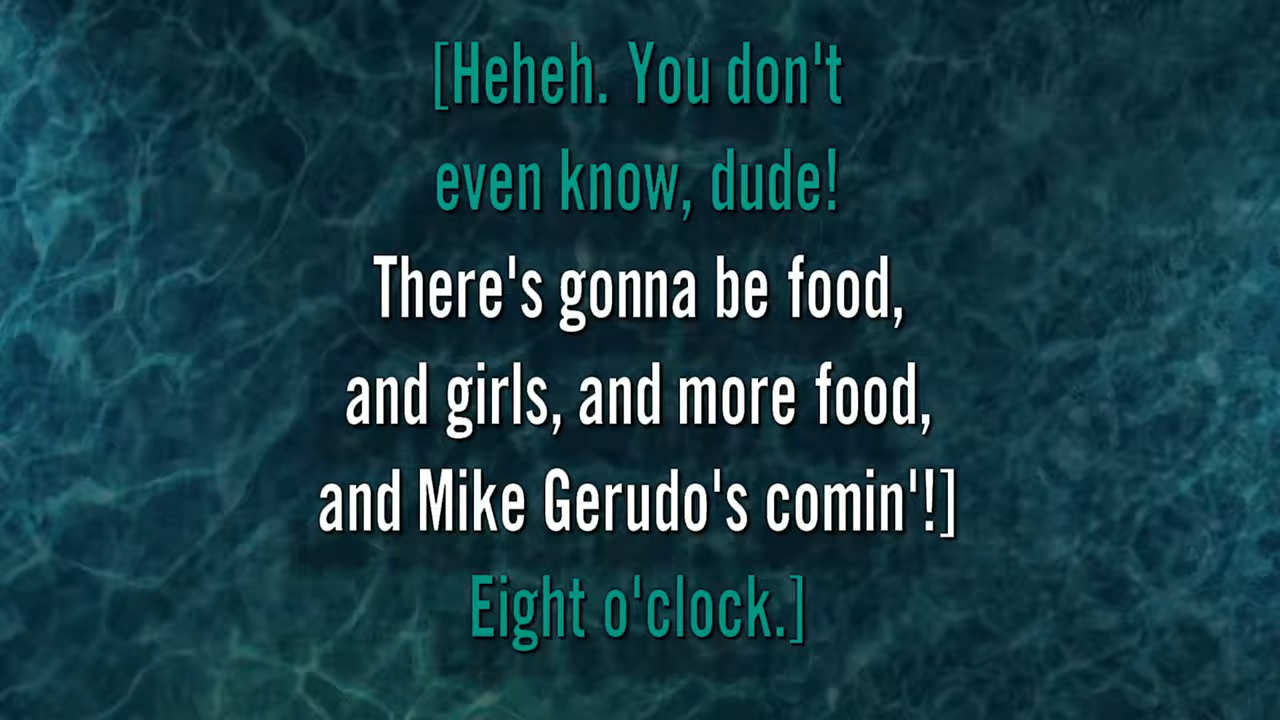 [Heheh. You don't
even know, dude!
There's gonna be food,
and girls, and more food,
and Mike Gerudo's comin'!]
Eight o'clock.]